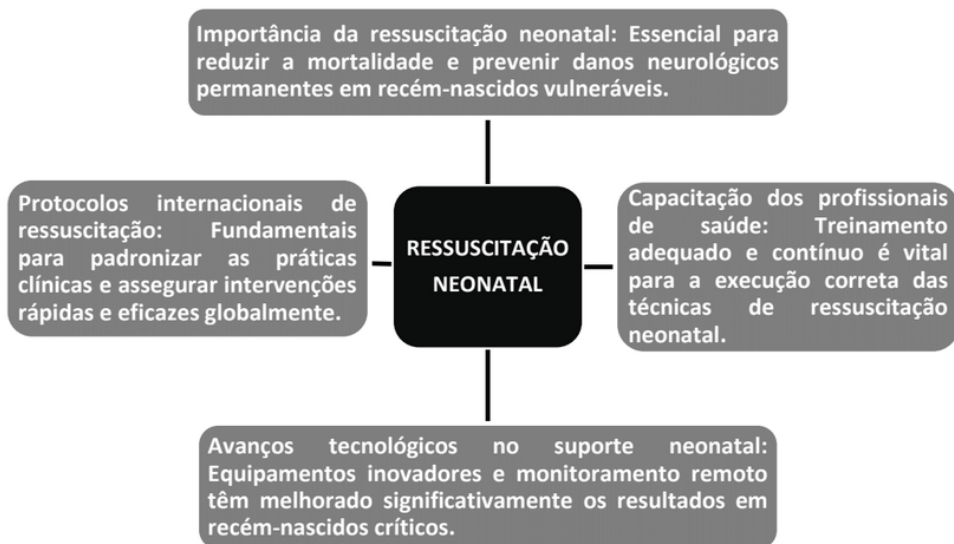 Importância da ressuscitação neonatal: Essencial para
reduzir a mortalidade e prevenir danos neurológicos
permanentes em recém-nascidos vulneráveis.
Protocolos internacionais de
ressuscitação: Fundamentais
para padronizar as práticas
clínicas e assegurar intervenções
rápidas e eficazes globalmente.
RESSUSCITAÇÃO
NEONATAL
Capacitação dos profissionais
de saúde: Treinamento
adequado e contínuo é vital
para a execução correta das
técnicas de ressuscitação
neonatal.
Avanços tecnológicos no suporte neonatal:
Equipamentos inovadores e monitoramento remoto
têm melhorado significativamente os resultados em
recém-nascidos críticos.